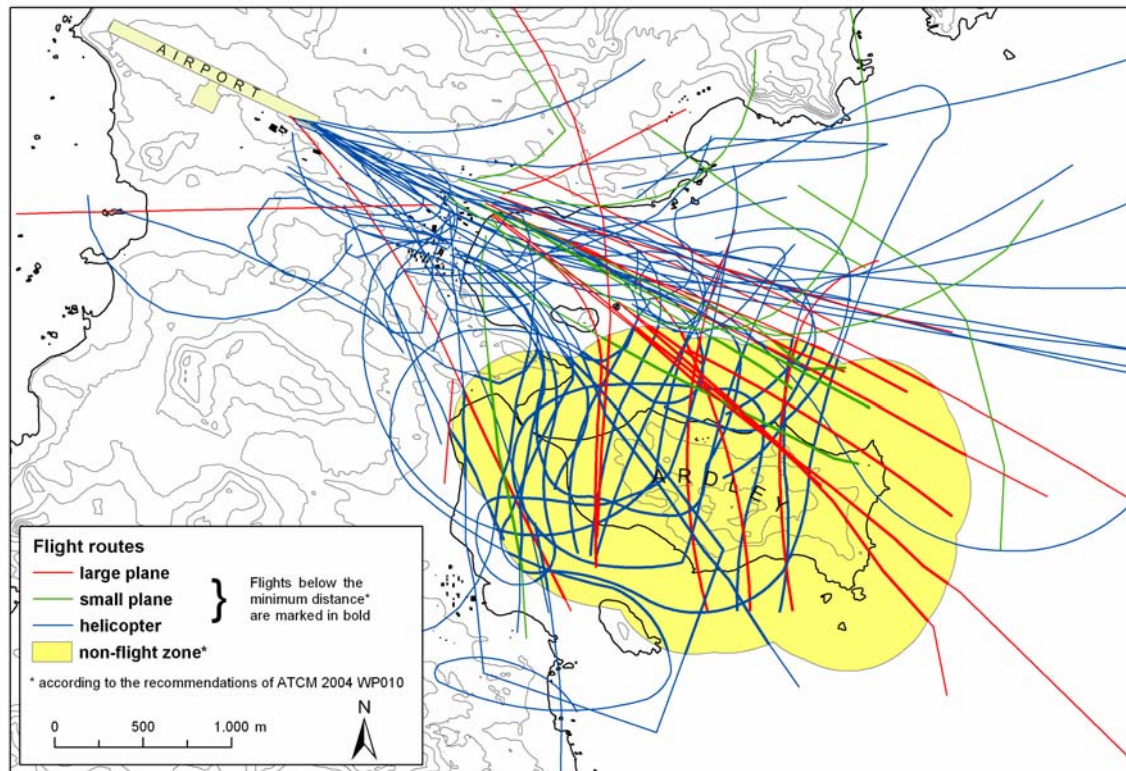 AIRPORT
ARDLEY
Flight routes
large plane
small plane
helicopter
} Flights below the
minimum distance*
are marked in bold
non-flight zone*
* according to the recommendations of ATCM 2004 WP010
0 500 1.000 m
N